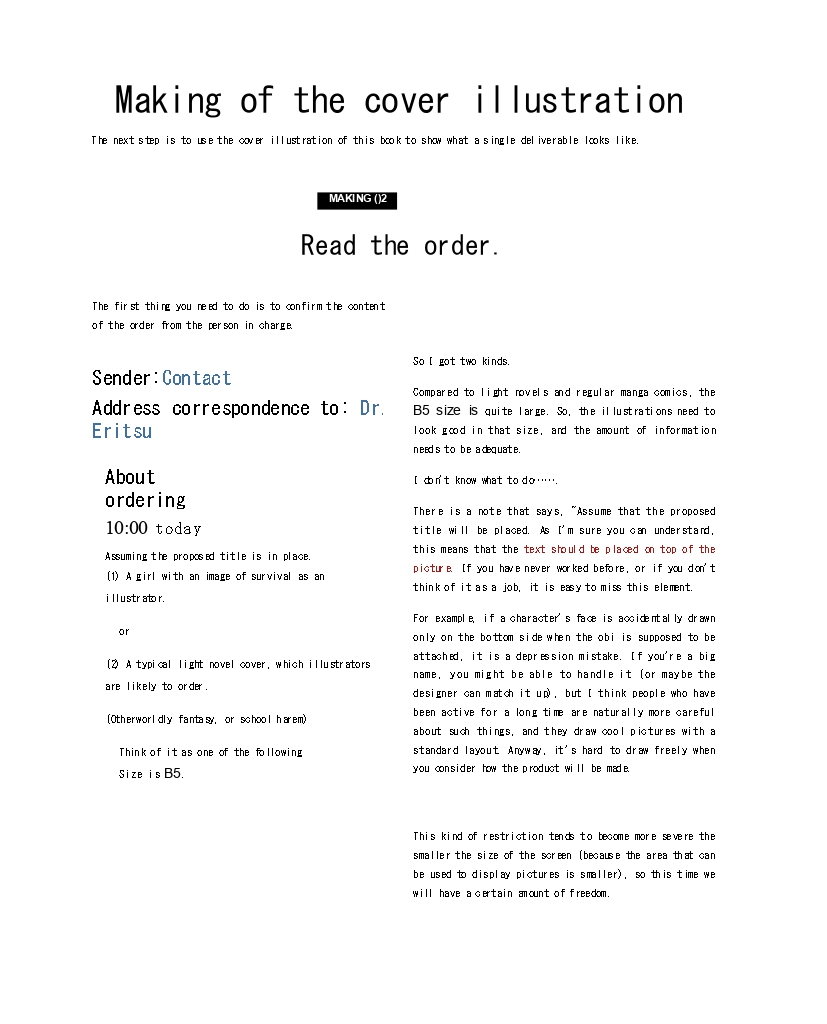 Making of the cover illustration
The next step is to use the cover illustration of this book to show what a single deliverable looks like.
MAKING ()2
Read the order.
The first thing you need to do is to confirm the content
of the order from the person in charge.
Sender:Contact
Address correspondence to: Dr.
Eritsu
About
ordering
10:00 today
Assuming the proposed title is in place.
(1) A girl with an image of survival as an
illustrator.
or
(2) A typical light novel cover, which illustrators
are likely to order.
(Otherworldly fantasy, or school harem)
Think of it as one of the following
Size is B5.
So I got two kinds.
Compared to light novels and regular manga comics, the
B5 size is quite large. So, the illustrations need to
look good in that size, and the amount of information
needs to be adequate.
I don't know what to do……
There is a note that says, "Assume that the proposed
title will be placed. As I'm sure you can understand,
this means that the text should be placed on top of the
picture. If you have never worked before, or if you don't
think of it as a job, it is easy to miss this element.
For example, if a character's face is accidentally drawn
only on the bottom side when the obi is supposed to be
attached, it is a depression mistake. If you're a big
name, you might be able to handle it (or maybe the
designer can match it up), but I think people who have
been active for a long time are naturally more careful
about such things, and they draw cool pictures with a
standard layout. Anyway, it's hard to draw freely when
you consider how the product will be made.
This kind of restriction tends to become more severe the
smaller the size of the screen (because the area that can
be used to display pictures is smaller), so this time we
will have a certain amount of freedom.